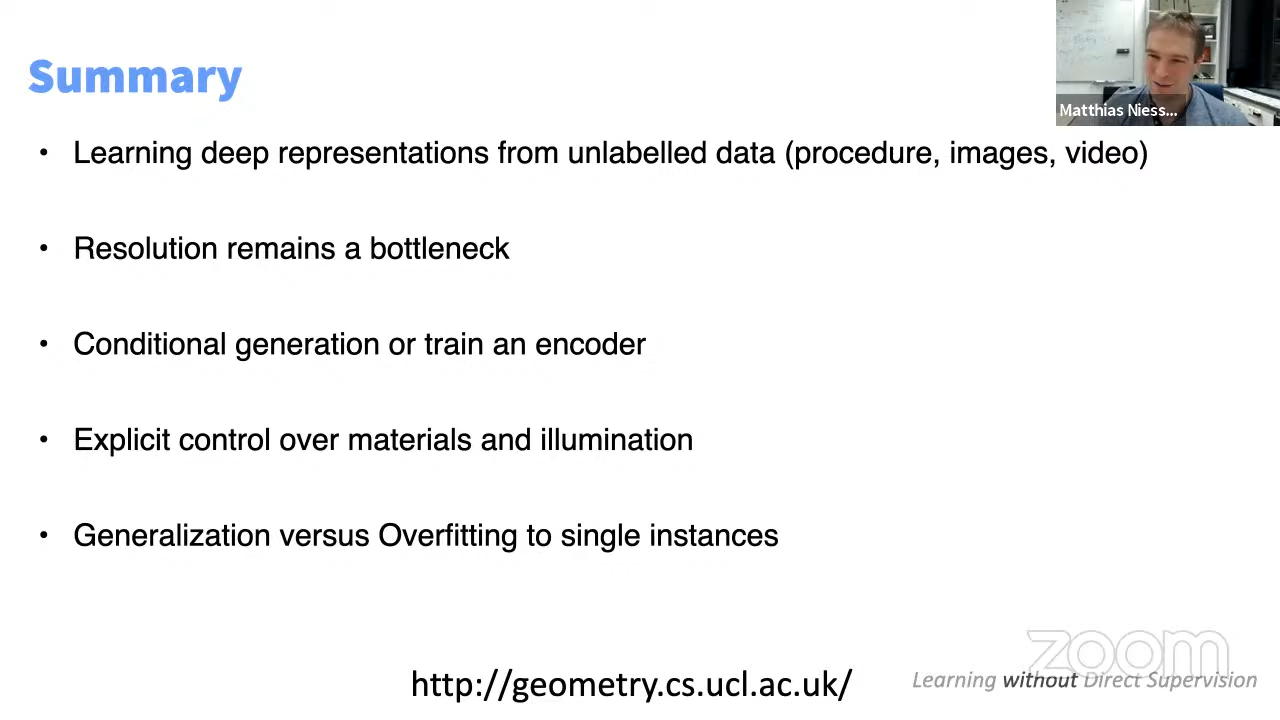 Summary
Matthias Niess...
• Learning deep representations from unlabelled data (procedure, images, video)
• Resolution remains a bottleneck
• Conditional generation or train an encoder
• Explicit control over materials and illumination
• Generalization versus Overfitting to single instances
zoom
http://geometry.cs.ucl.ac.uk/
Learning without Direct Supervision